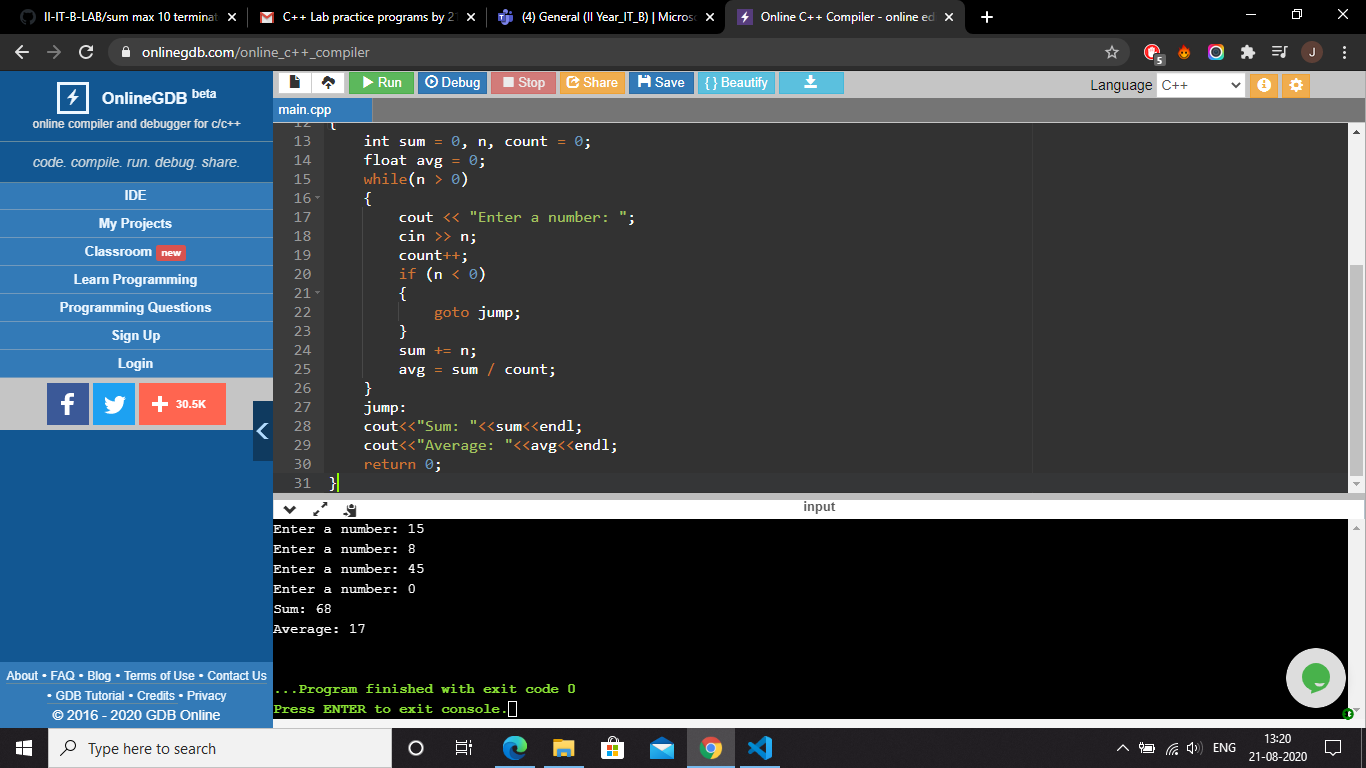 II-IT-B-LAB/sum max 10 terminat
C++ Lab practice programs by 2
(4) General (II Year_IT_B) | Micros
Online C++ Compiler - online ed
onlinegdb.com/online_c++_compiler
5
J
OnlineGDB beta
online compiler and debugger for c/c++
code. compile. run. debug. share.
IDE
My Projects
Classroom new
Learn Programming
Programming Questions
Sign Up
Login
30.5K
About • FAQ • Blog • Terms of Use • Contact Us
• GDB Tutorial • Credits • Privacy
© 2016 - 2020 GDB Online
Run Debug Stop Share Save { } Beautify
Language C++
main.cpp
12 {
13 int sum = 0, n, count = 0;
14 float avg = 0;
15 while(n > 0)
16 {
17 cout << "Enter a number: ";
18 cin >> n;
19 count++;
20 if (n < 0)
21 {
22 goto jump;
23 }
24 sum += n;
25 avg = sum / count;
26 }
27 jump:
28 cout<<"Sum: "<<sum<<endl;
29 cout<<"Average: "<<avg<<endl;
30 return 0;
31 }
input
Enter a number: 15
Enter a number: 8
Enter a number: 45
Enter a number: 0
Sum: 68
Average: 17
...Program finished with exit code 0
Press ENTER to exit console.
Type here to search
ENG
13:20
21-08-2020